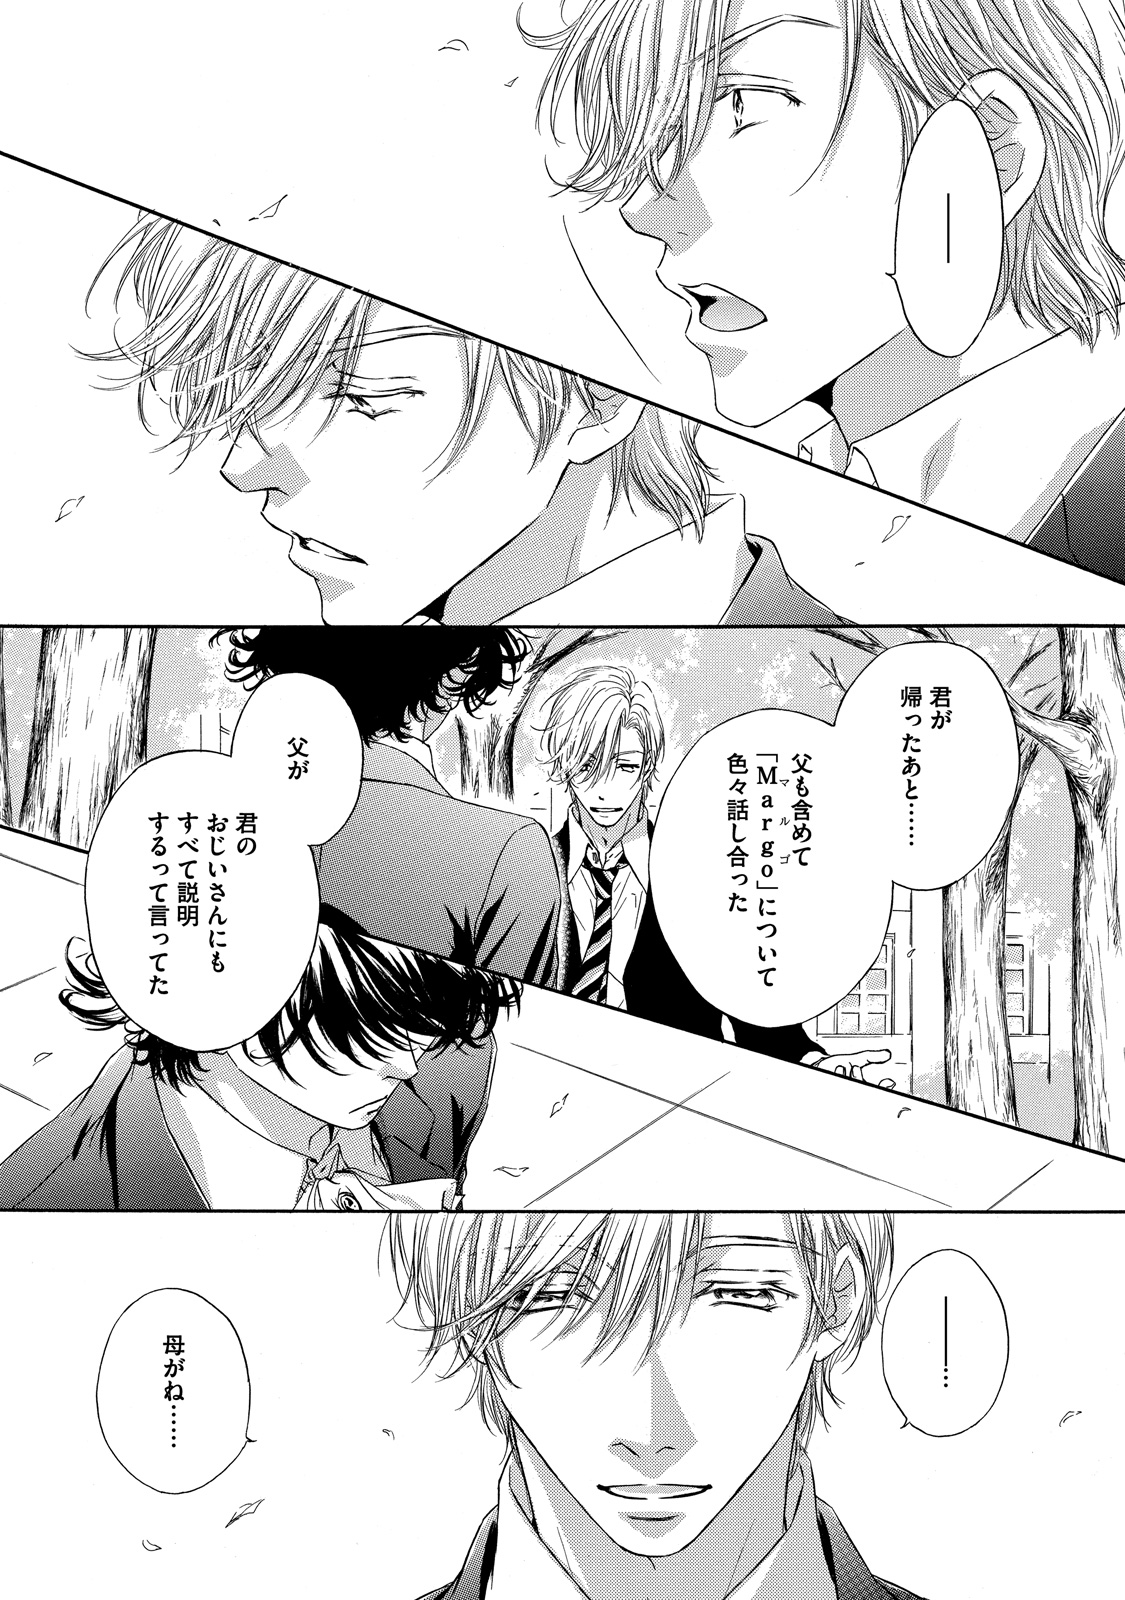 ──
君が
帰ったあと……
父も含めて
「Margo」について
マルゴ
色々話し合った
父が
君の
おじいさんにも
すべて説明
するって言ってた
──…
母がね……